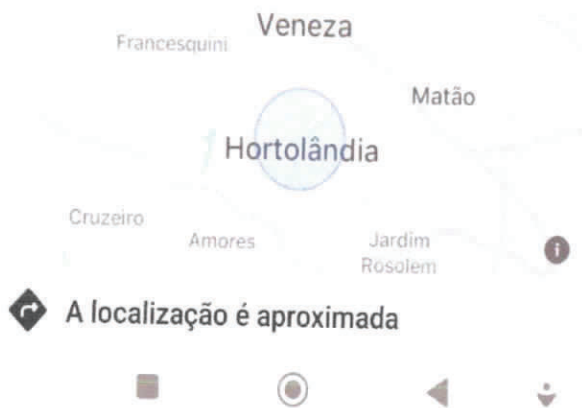 Veneza
Francesquini
Matão
Hortolândia
Cruzeiro
Amores
Jardim
Rosolem
A localização é aproximada